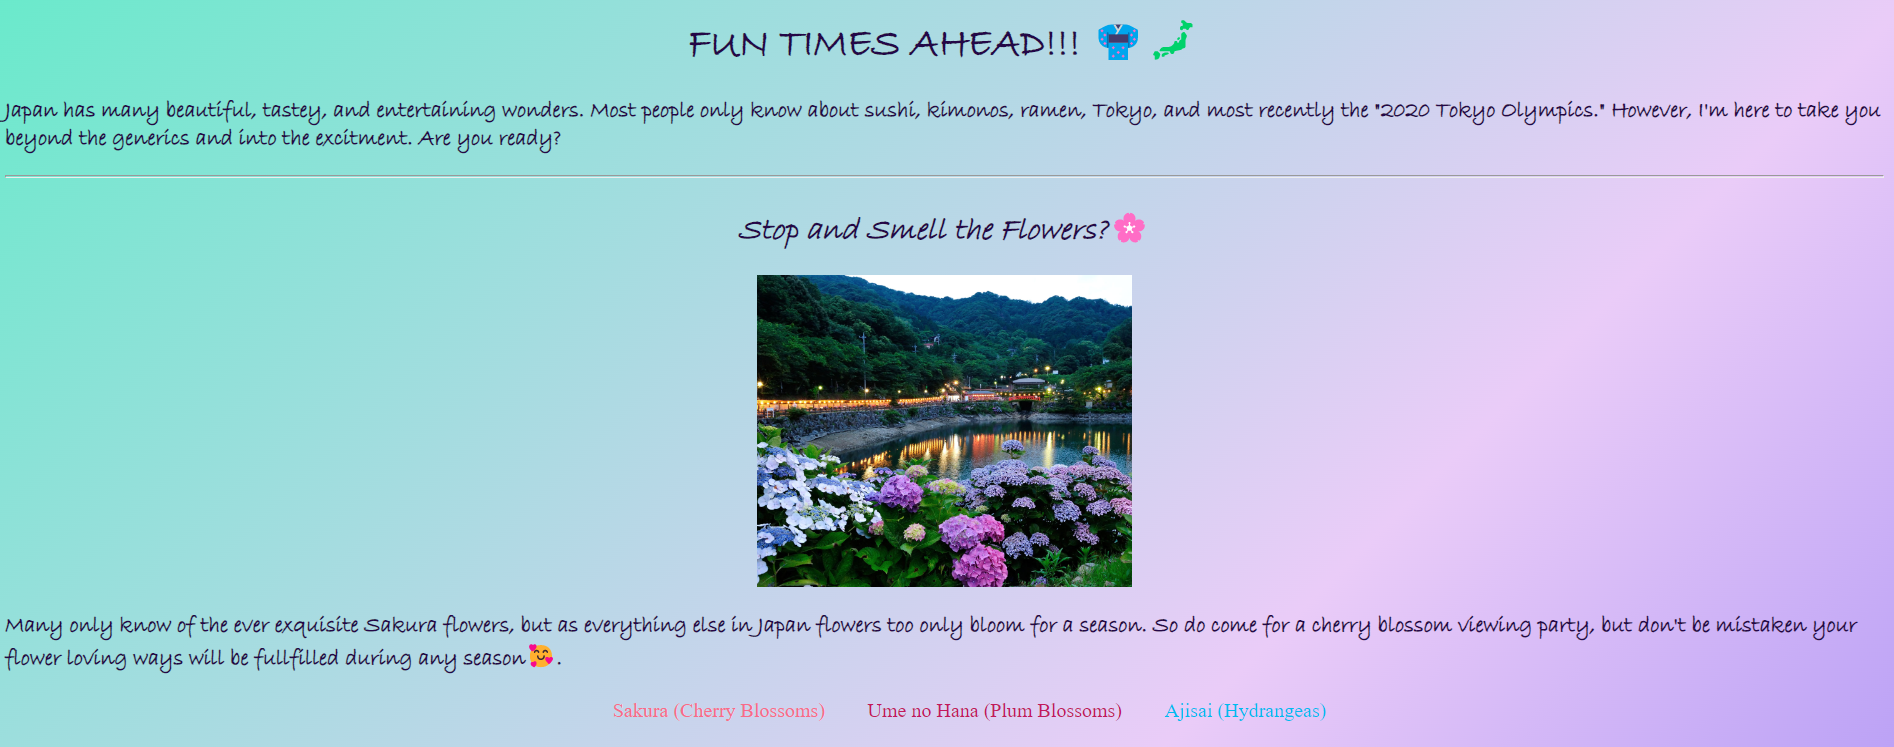 FUN TIMES AHEAD!!! 👘 🗾
Japan has many beautiful, tastey, and entertaining wonders. Most people only know about sushi, kimonos, ramen, Tokyo, and most recently the "2020 Tokyo Olympics." However, I'm here to take you
beyond the generics and into the excitment. Are you ready?
Stop and Smell the Flowers?🌸
Many only know of the ever exquisite Sakura flowers, but as everything else in Japan flowers too only bloom for a season. So do come for a cherry blossom viewing party, but don't be mistaken your
flower loving ways will be fullfilled during any season🥰.
Sakura (Cherry Blossoms) Ume no Hana (Plum Blossoms) Ajisai (Hydrangeas)